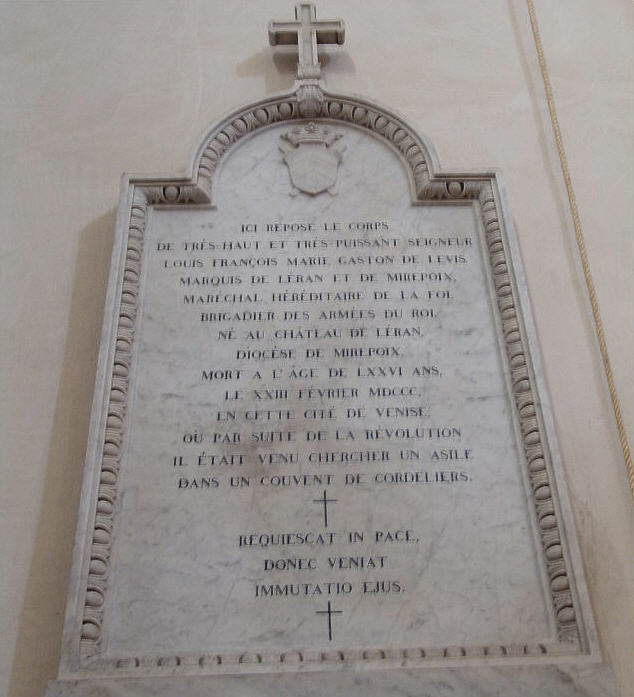 ICI REPOSE LE CORPS
DE TRÈS-HAUT ET TRÈS-PUISSANT SEIGNEUR
LOUIS FRANÇOIS MARIE GASTON DE LEVIS.
MARQUIS DE LÉRAN ET DE MIREPOIX,
MARÉCHAL HÉRÉDITAIRE DE LA FOI,
BRIGADIER DES ARMÉES DU ROI,
NÉ AU CHÂTEAU DE LÉRAN,
DIOCÈSE DE MIREPOIX,
MORT A L'ÂGE DE LXXVI ANS,
LE XXIII FÉVRIER MDCCC,
EN CETTE CITÉ DE VENISE,
OÙ PAR SUITE DE LA RÉVOLUTION
IL ÉTAIT VENU CHERCHER UN ASILE
DANS UN COUVENT DE CORDELIERS.
REQUIESCAT IN PACE,
DONEC VENIAT
IMMUTATIO EJUS.